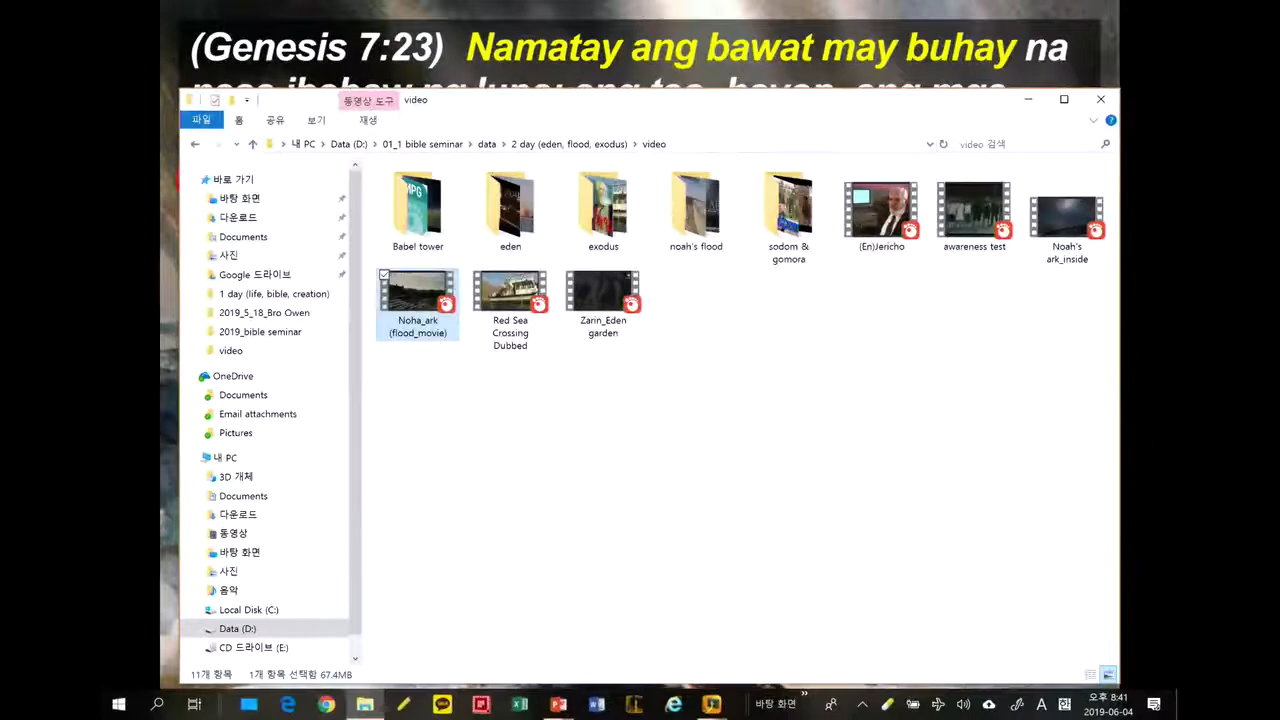 (Genesis 7:23) Namatay ang bawat may buhay na
동영상 도구 video
파일 홈 공유 보기 재생
내 PC Data (D:) 01_1 bible seminar data 2 day (eden, flood, exodus) video video 검색
바로 가기
바탕 화면
다운로드
Documents
사진
Google 드라이브
1 day (life, bible, creation)
2019_5_18_Bro Owen
2019_bible seminar
video
OneDrive
Documents
Email attachments
Pictures
내 PC
3D 개체
Documents
다운로드
동영상
바탕 화면
사진
음악
Local Disk (C:)
Data (D:)
CD 드라이브 (E:)
Babel tower
eden
exodus
noah's flood
sodom &
gomora
(En)Jericho
awareness test
Noah's
ark_inside
Noha_ark
(flood_movie)
Red Sea
Crossing
Dubbed
Zarin_Eden
garden
11개 항목 1개 항목 선택함 67.4MB
바탕 화면
A
오후 8:41
2019-06-04